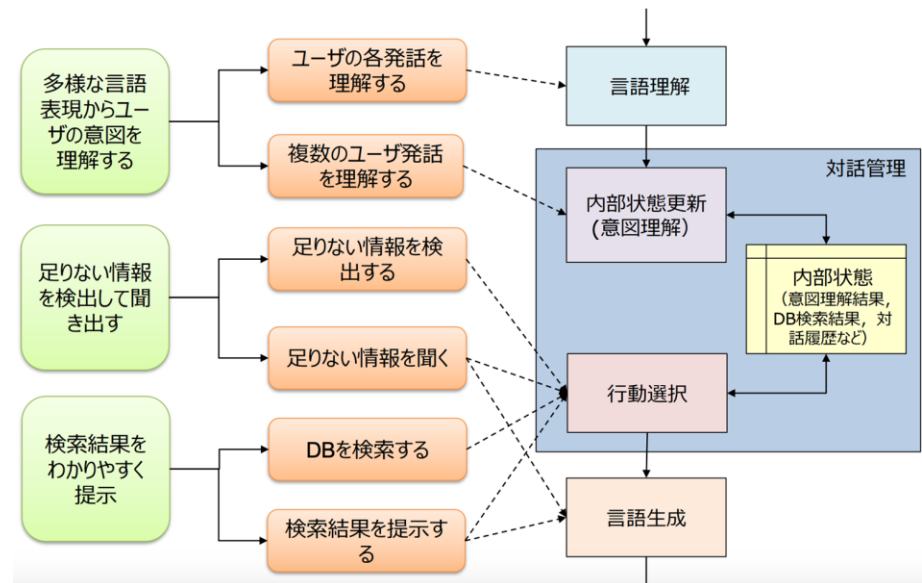 多様な言語
表現からユー
ザの意図を
理解する
足りない情報
を検出して聞
き出す
検索結果を
わかりやすく
提示
ユーザの各発話を
理解する
複数のユーザ発話
を理解する
足りない情報を検
出する
足りない情報を聞く
DBを検索する
検索結果を提示す
る
言語理解
対話管理
内部状態更新
(意図理解）
内部状態
（意図理解結果，
DB検索結果，対
話履歴など）
行動選択
言語生成